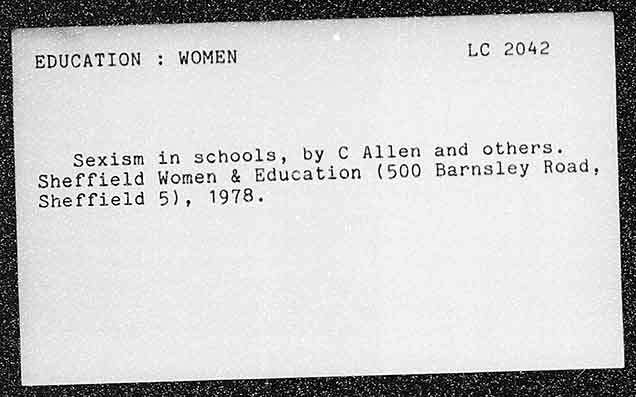 EDUCATION : WOMEN LC 2042
Sexism in schools, by C Allen and others.
Sheffield Women & Education (500 Barnsley Road,
Sheffield 5), 1978.